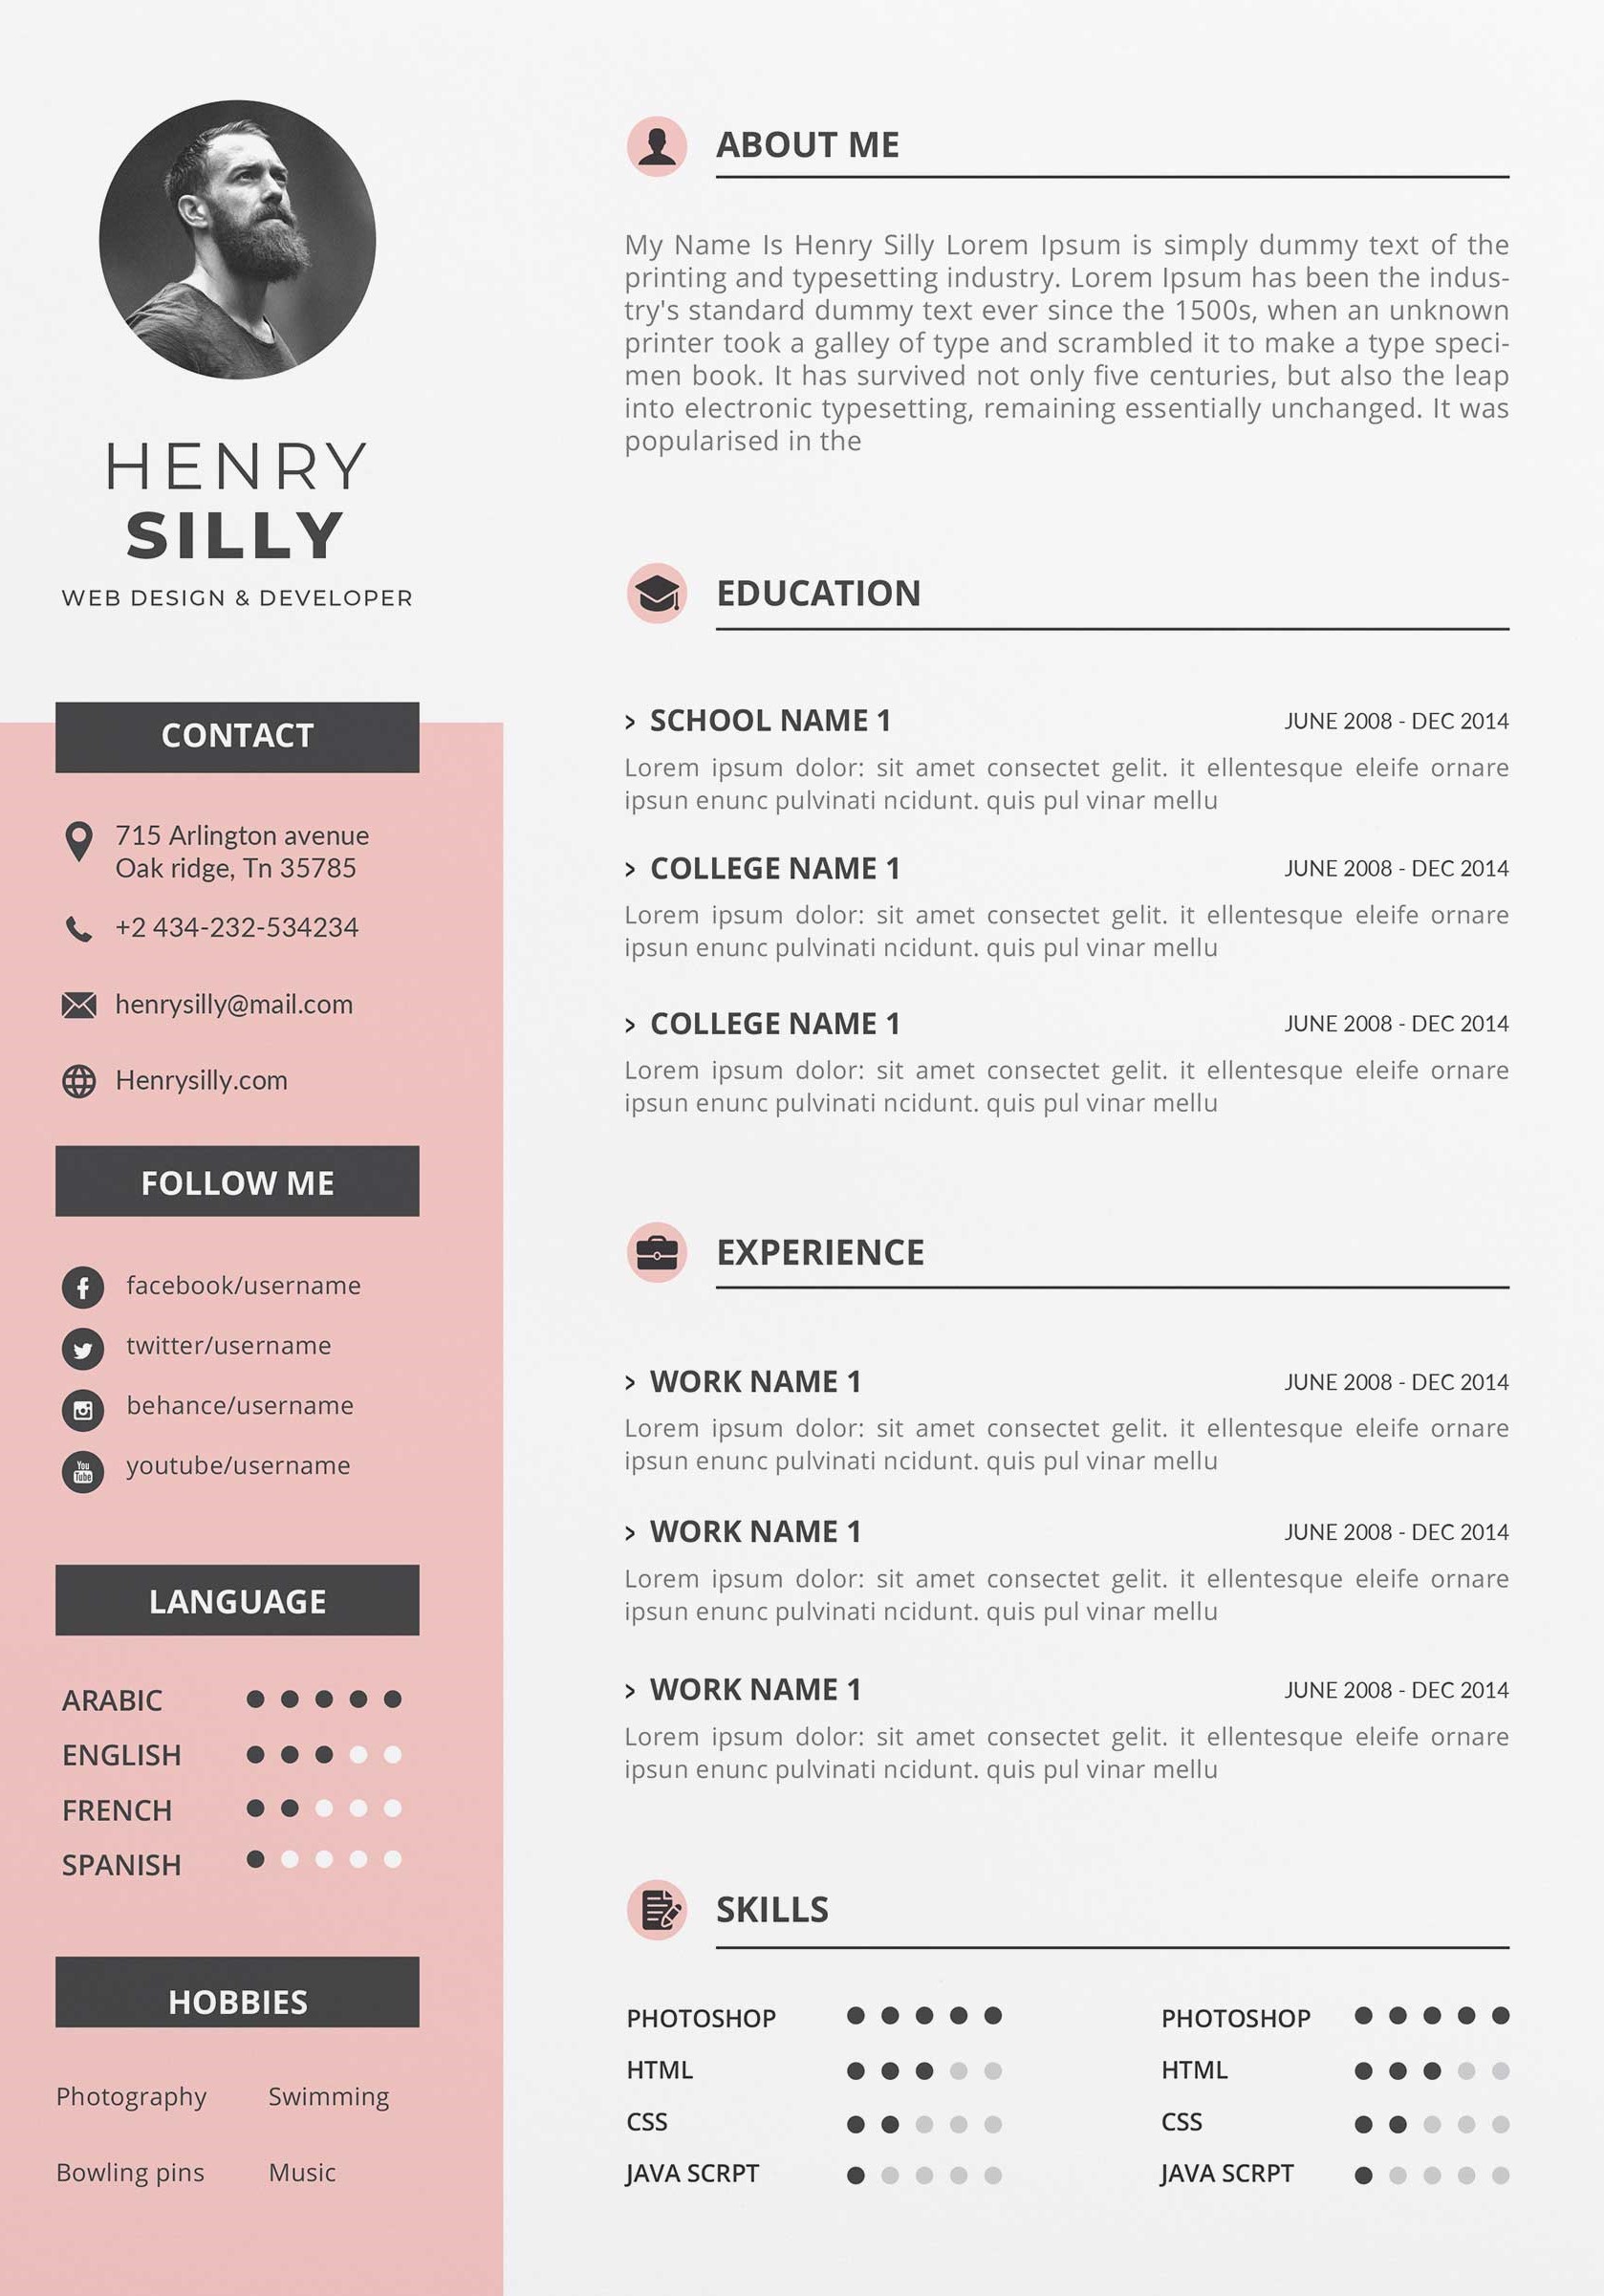 HENRY
SILLY
WEB DESIGN & DEVELOPER
CONTACT
715 Arlington avenue
Oak ridge, Tn 35785
+2 434-232-534234
henrysilly@mail.com
Henrysilly.com
FOLLOW ME
facebook/username
twitter/username
behance/username
You
Tube
youtube/username
LANGUAGE
ARABIC
ENGLISH
FRENCH
SPANISH
HOBBIES
Photography Swimming
Bowling pins Music
ABOUT ME
My Name Is Henry Silly Lorem Ipsum is simply dummy text of the
printing and typesetting industry. Lorem Ipsum has been the indus-
try's standard dummy text ever since the 1500s, when an unknown
printer took a galley of type and scrambled it to make a type speci-
men book. It has survived not only five centuries, but also the leap
into electronic typesetting, remaining essentially unchanged. It was
popularised in the
EDUCATION
› SCHOOL NAME 1 JUNE 2008 - DEC 2014
Lorem ipsum dolor: sit amet consectet gelit. it ellentesque eleife ornare
ipsun enunc pulvinati ncidunt. quis pul vinar mellu
› COLLEGE NAME 1 JUNE 2008 - DEC 2014
Lorem ipsum dolor: sit amet consectet gelit. it ellentesque eleife ornare
ipsun enunc pulvinati ncidunt. quis pul vinar mellu
› COLLEGE NAME 1 JUNE 2008 - DEC 2014
Lorem ipsum dolor: sit amet consectet gelit. it ellentesque eleife ornare
ipsun enunc pulvinati ncidunt. quis pul vinar mellu
EXPERIENCE
› WORK NAME 1 JUNE 2008 - DEC 2014
Lorem ipsum dolor: sit amet consectet gelit. it ellentesque eleife ornare
ipsun enunc pulvinati ncidunt. quis pul vinar mellu
› WORK NAME 1 JUNE 2008 - DEC 2014
Lorem ipsum dolor: sit amet consectet gelit. it ellentesque eleife ornare
ipsun enunc pulvinati ncidunt. quis pul vinar mellu
› WORK NAME 1 JUNE 2008 - DEC 2014
Lorem ipsum dolor: sit amet consectet gelit. it ellentesque eleife ornare
ipsun enunc pulvinati ncidunt. quis pul vinar mellu
SKILLS
PHOTOSHOP PHOTOSHOP
HTML HTML
CSS CSS
JAVA SCRPT JAVA SCRPT